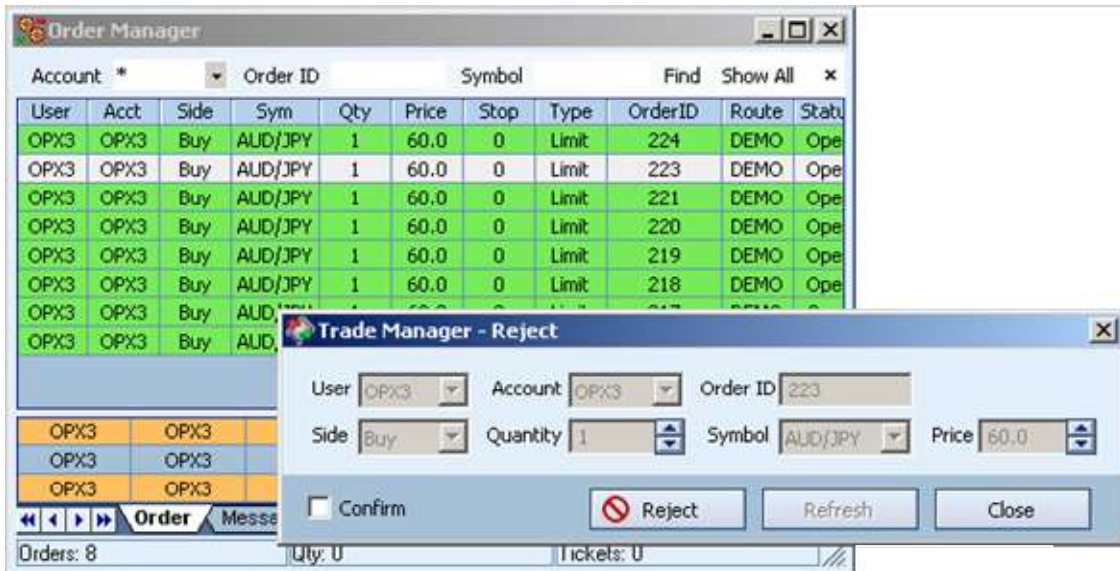 Order Manager
Account * Order ID Symbol Find Show All ×
User Acct Side Sym Qty Price Stop Type OrderID Route Statu
OPX3 OPX3 Buy AUD/JPY 1 60.0 0 Limit 224 DEMO Ope
OPX3 OPX3 Buy AUD/JPY 1 60.0 0 Limit 223 DEMO Ope
OPX3 OPX3 Buy AUD/JPY 1 60.0 0 Limit 221 DEMO Ope
OPX3 OPX3 Buy AUD/JPY 1 60.0 0 Limit 220 DEMO Ope
OPX3 OPX3 Buy AUD/JPY 1 60.0 0 Limit 219 DEMO Ope
OPX3 OPX3 Buy AUD/JPY 1 60.0 0 Limit 218 DEMO Ope
OPX3 OPX3 Buy
OPX3 OPX3 Buy AUD
Trade Manager - Reject
User OPX3 Account OPX3 Order ID 223
Side Buy Quantity 1 Symbol AUD/JPY Price 60.0
Confirm Reject Refresh Close
OPX3 OPX3
OPX3 OPX3
OPX3 OPX3
Order Messa
Orders: 8 Qty: 0 Tickets: 0